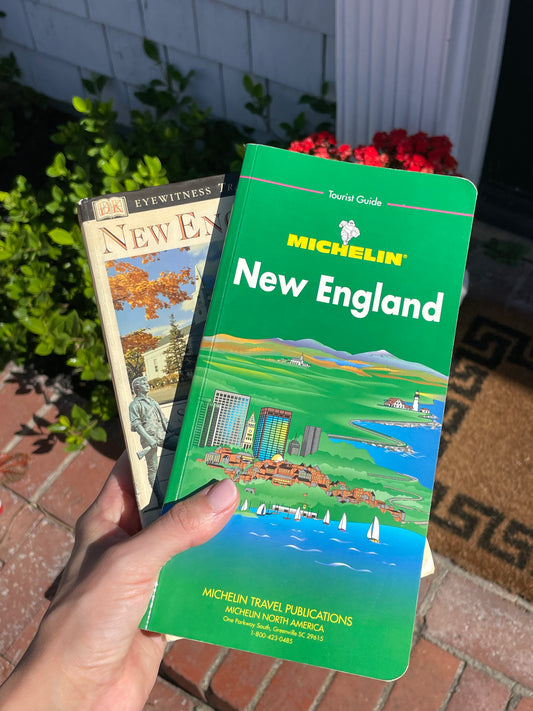 DK
EYEWITNESS TR
NEW EN
Tourist Guide
MICHELIN®
New England
MICHELIN TRAVEL PUBLICATIONS
MICHELIN NORTH AMERICA
One Parkway South, Greenville SC 29615
1-800-423-0485